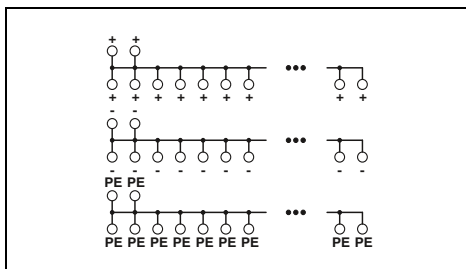 + +
•••
+ + + + + + + + +
- -
•••
- - - - - - - - -
PE PE
•••
PE PE PE PE PE PE PE PE PE